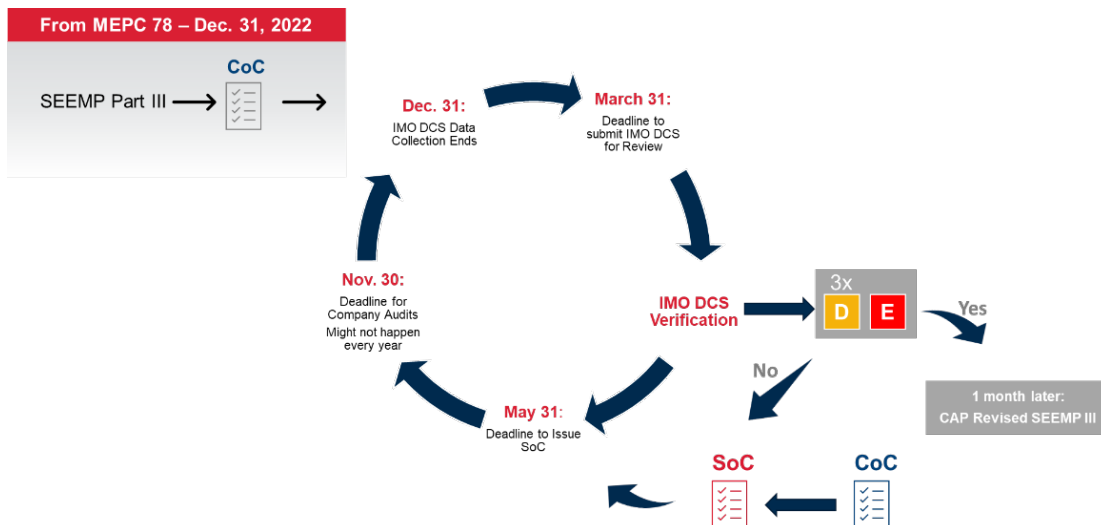 From MEPC 78 – Dec. 31, 2022
CoC
SEEMP Part III
Dec. 31:
IMO DCS Data
Collection Ends
March 31:
Deadline to
submit IMO DCS
for Review
Nov. 30:
Deadline for
Company Audits
Might not happen
every year
IMO DCS
Verification
3x
D E
Yes
No
1 month later:
CAP Revised SEEMP III
May 31:
Deadline to Issue
SoC
SoC
CoC